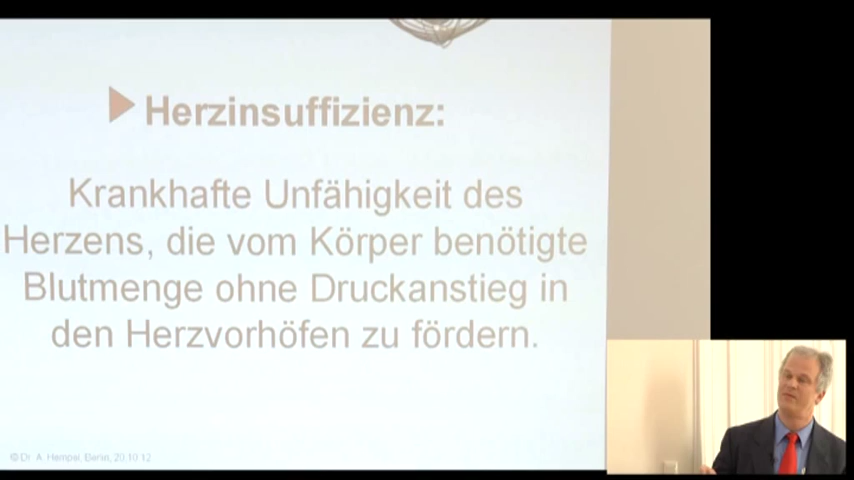 Herzinsuffizienz:
Krankhafte Unfähigkeit des
Herzens, die vom Körper benötigte
Blutmenge ohne Druckanstieg in
den Herzvorhöfen zu fördern.
© Dr. A. Hempel, Berlin, 20.10.12